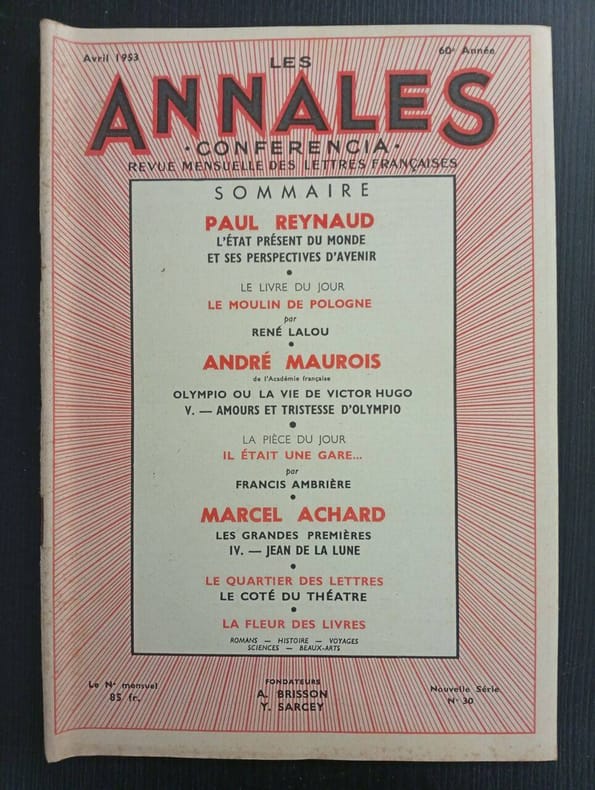 Avril 1953
60e Année
LES
ANNALES
·CONFERENCIA·
REVUE MENSUELLE DES LETTRES FRANÇAISES
SOMMAIRE
PAUL REYNAUD
L'ÉTAT PRÉSENT DU MONDE
ET SES PERSPECTIVES D'AVENIR
•
LE LIVRE DU JOUR
LE MOULIN DE POLOGNE
par
RENÉ LALOU
•
ANDRÉ MAUROIS
de l'Académie française
OLYMPIO OU LA VIE DE VICTOR HUGO
V. — AMOURS ET TRISTESSE D'OLYMPIO
•
LA PIÈCE DU JOUR
IL ÉTAIT UNE GARE...
par
FRANCIS AMBRIÈRE
•
MARCEL ACHARD
LES GRANDES PREMIÈRES
IV. — JEAN DE LA LUNE
•
LE QUARTIER DES LETTRES
LE COTÉ DU THÉATRE
•
LA FLEUR DES LIVRES
ROMANS — HISTOIRE — VOYAGES
SCIENCES — BEAUX-ARTS
Le No mensuel
85 fr.
FONDATEURS
A. BRISSON
Y. SARCEY
Nouvelle Série
No 30